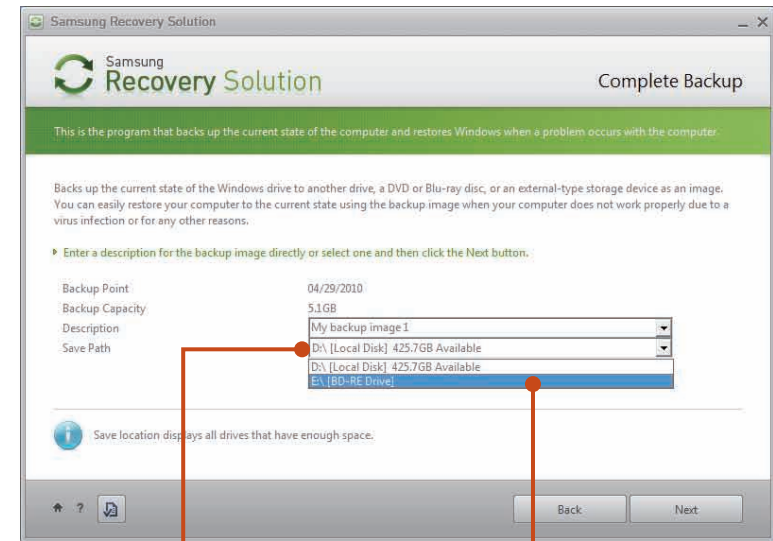 Samsung Recovery Solution
Samsung
Recovery Solution
Complete Backup
This is the program that backs up the current state of the computer and restores Windows when a problem occurs with the computer.
Backs up the current state of the Windows drive to another drive, a DVD or Blu-ray disc, or an external-type storage device as an image.
You can easily restore your computer to the current state using the backup image when your computer does not work properly due to a
virus infection or for any other reasons.
Enter a description for the backup image directly or select one and then click the Next button.
Backup Point 04/29/2010
Backup Capacity 5.1GB
Description My backup image 1
Save Path D:\ [Local Disk] 425.7GB Available
D:\ [Local Disk] 425.7GB Available
E:\ [BD-RE Drive]
Save location displays all drives that have enough space.
? Back Next